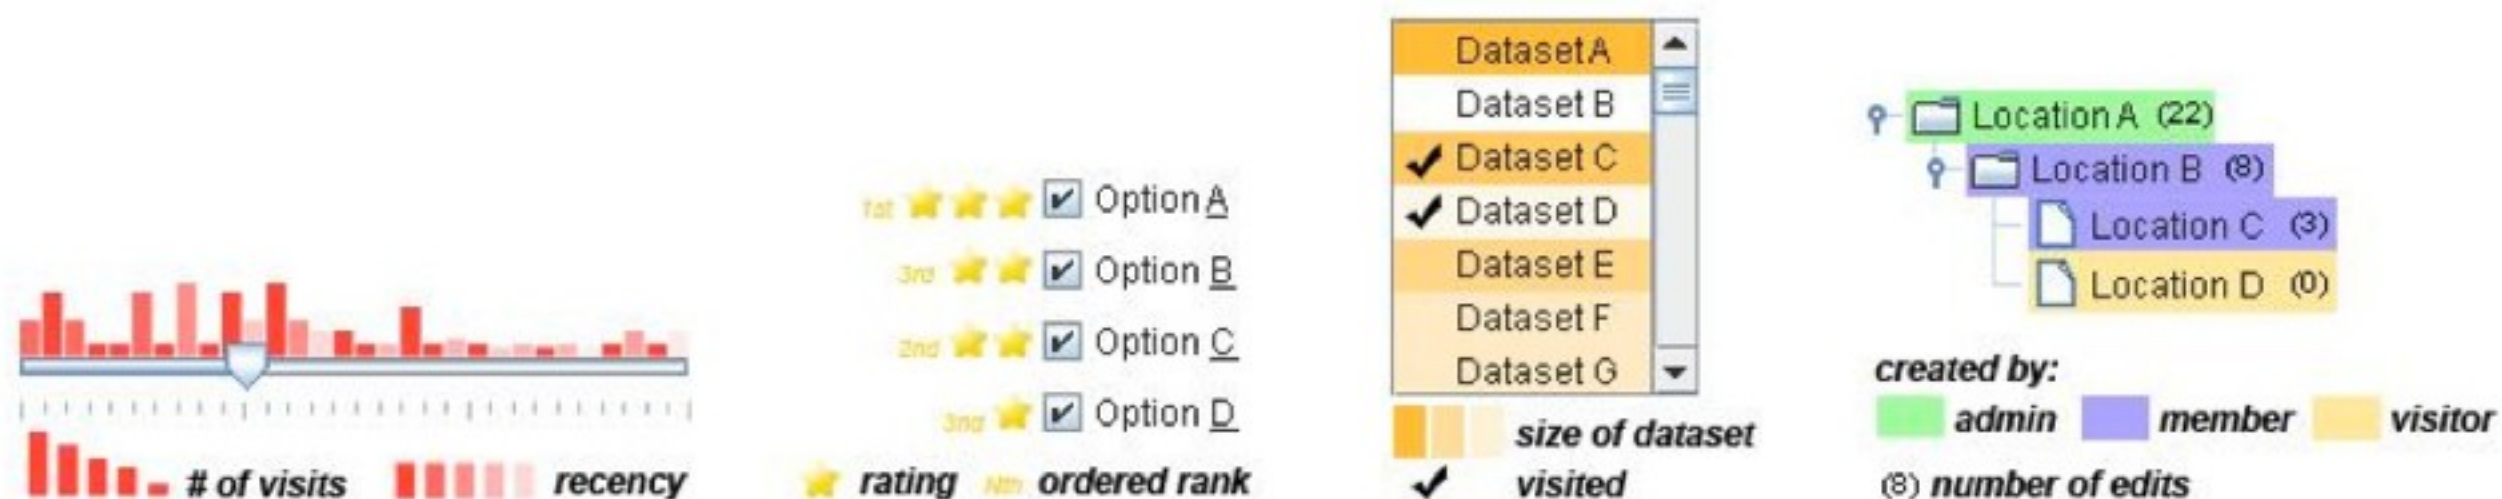 # of visits
recency
1st Option A
3rd Option B
2nd Option C
3nd Option D
rating Nth ordered rank
Dataset A
Dataset B
Dataset C
Dataset D
Dataset E
Dataset F
Dataset G
size of dataset
visited
Location A (22)
Location B (8)
Location C (3)
Location D (0)
created by:
admin member visitor
(8) number of edits